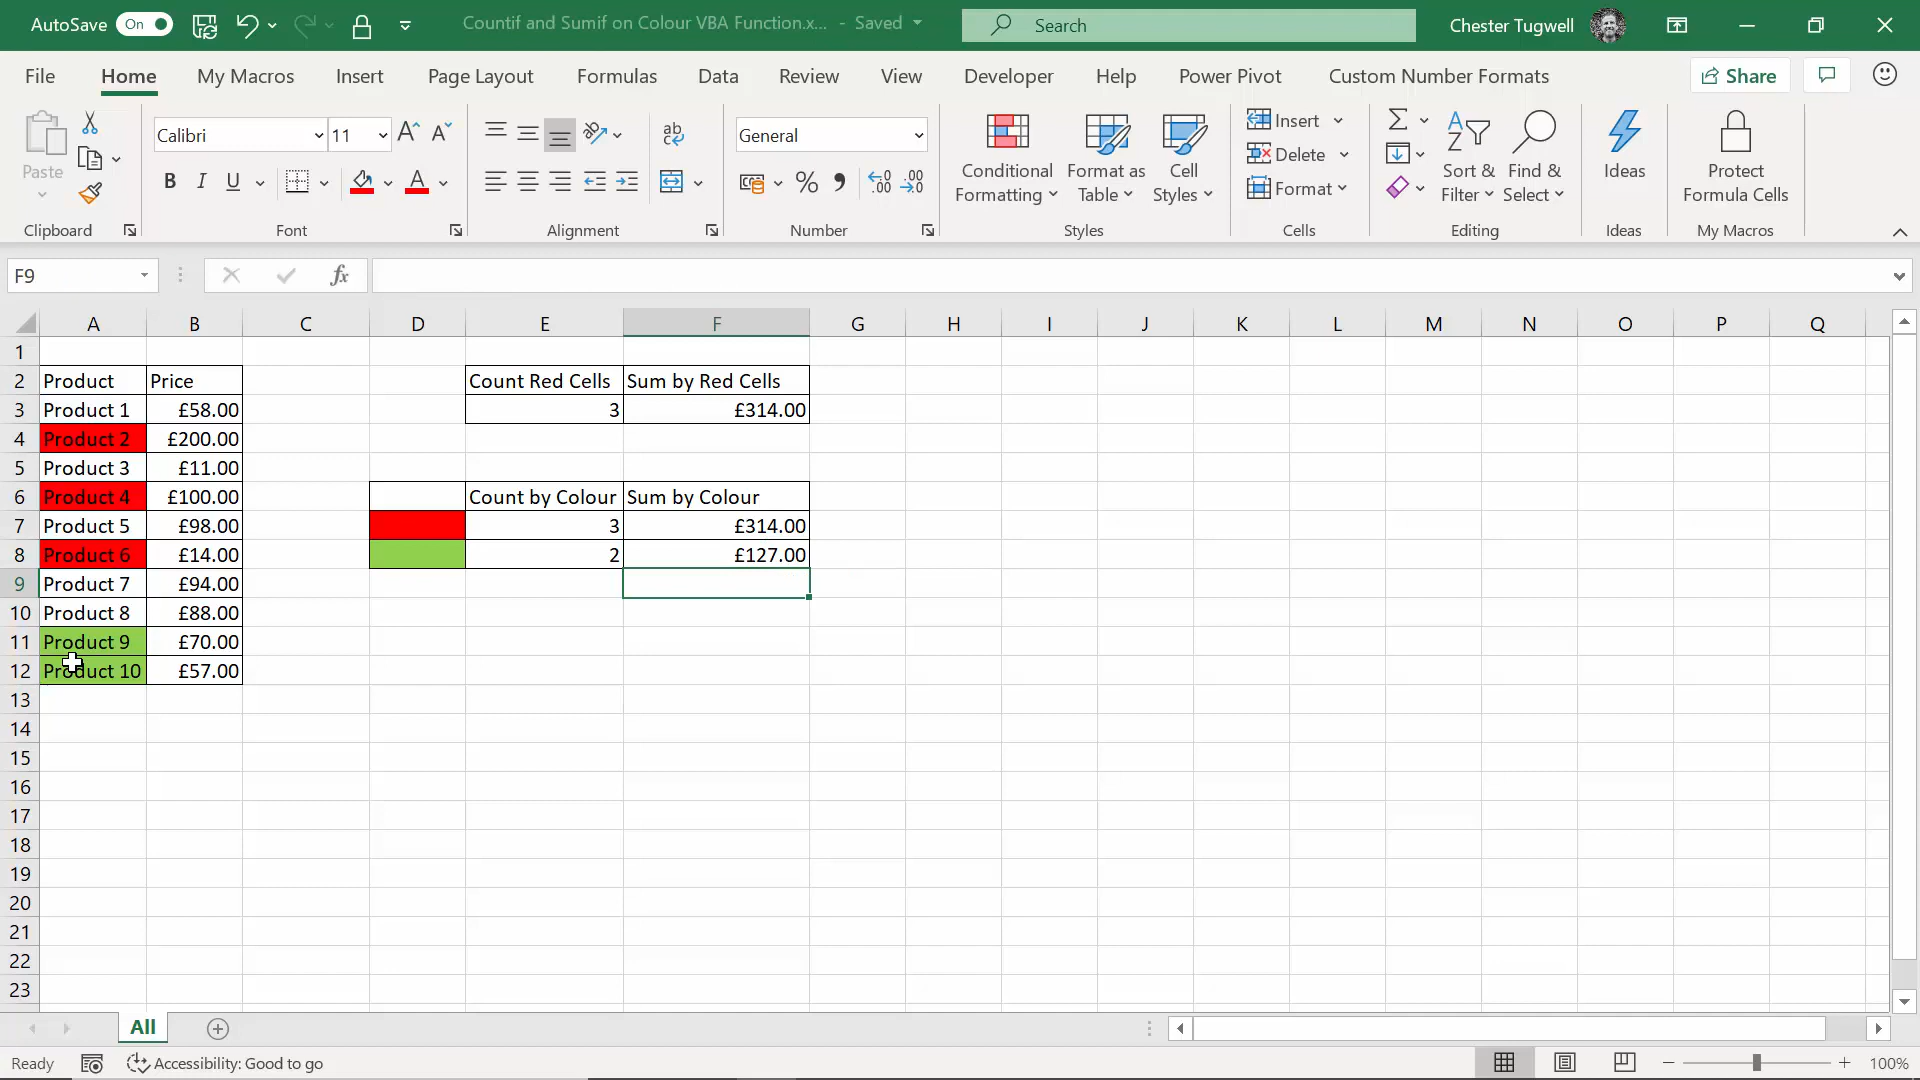 AutoSave On Countif and Sumif on Colour VBA Function.x... - Saved Search Chester Tugwell
File Home My Macros Insert Page Layout Formulas Data Review View Developer Help Power Pivot Custom Number Formats Share
Paste Calibri 11 General
Conditional Formatting Format as Table Cell Styles
Insert
Delete
Format
Sort & Filter Find & Select Ideas Protect Formula Cells
Clipboard Font Alignment Number Styles Cells Editing Ideas My Macros
F9 fx
A B C D E F G H I J K L M N O P Q
1
2 Product Price Count Red Cells Sum by Red Cells
3 Product 1 £58.00 3 £314.00
4 Product 2 £200.00
5 Product 3 £11.00
6 Product 4 £100.00 Count by Colour Sum by Colour
7 Product 5 £98.00 3 £314.00
8 Product 6 £14.00 2 £127.00
9 Product 7 £94.00
10 Product 8 £88.00
11 Product 9 £70.00
12 Product 10 £57.00
13
14
15
16
17
18
19
20
21
22
23
All
Ready Accessibility: Good to go 100%